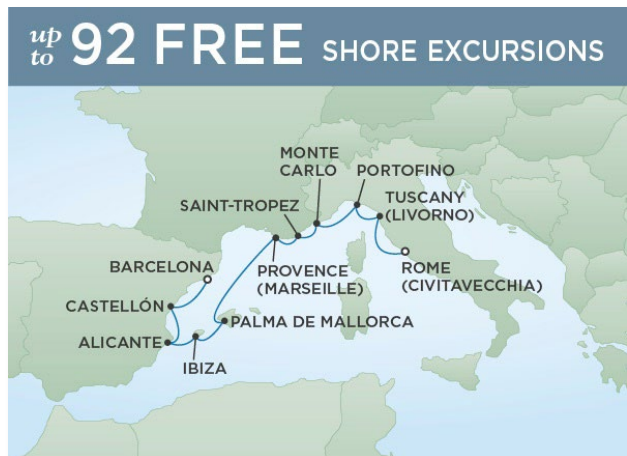 up to 92 FREE SHORE EXCURSIONS
MONTE
CARLO
PORTOFINO
SAINT-TROPEZ
TUSCANY
(LIVORNO)
BARCELONA
PROVENCE
(MARSEILLE)
ROME
(CIVITAVECCHIA)
CASTELLÓN
PALMA DE MALLORCA
ALICANTE
IBIZA